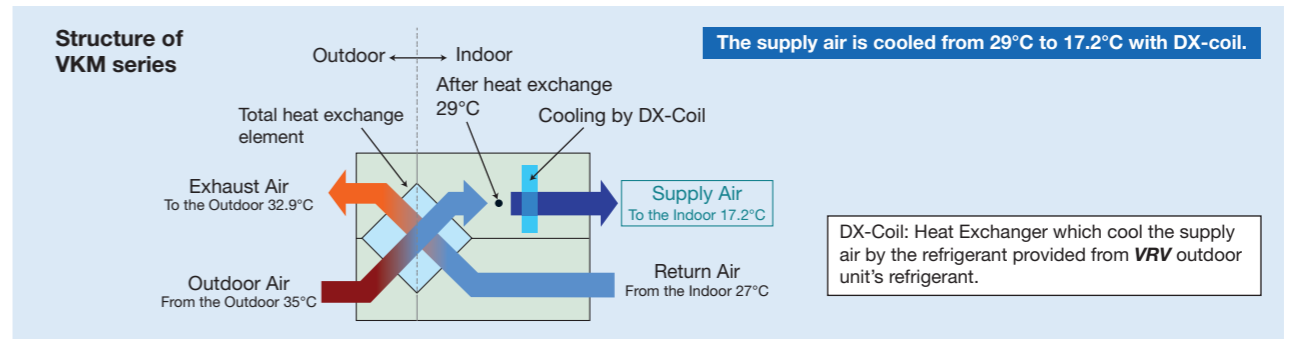 Structure of
VKM series
The supply air is cooled from 29°C to 17.2°C with DX-coil.
Outdoor
Indoor
After heat exchange
29°C
Total heat exchange
element
Cooling by DX-Coil
Exhaust Air
To the Outdoor 32.9°C
Supply Air
To the Indoor 17.2°C
Outdoor Air
From the Outdoor 35°C
Return Air
From the Indoor 27°C
DX-Coil: Heat Exchanger which cool the supply
air by the refrigerant provided from VRV outdoor
unit's refrigerant.